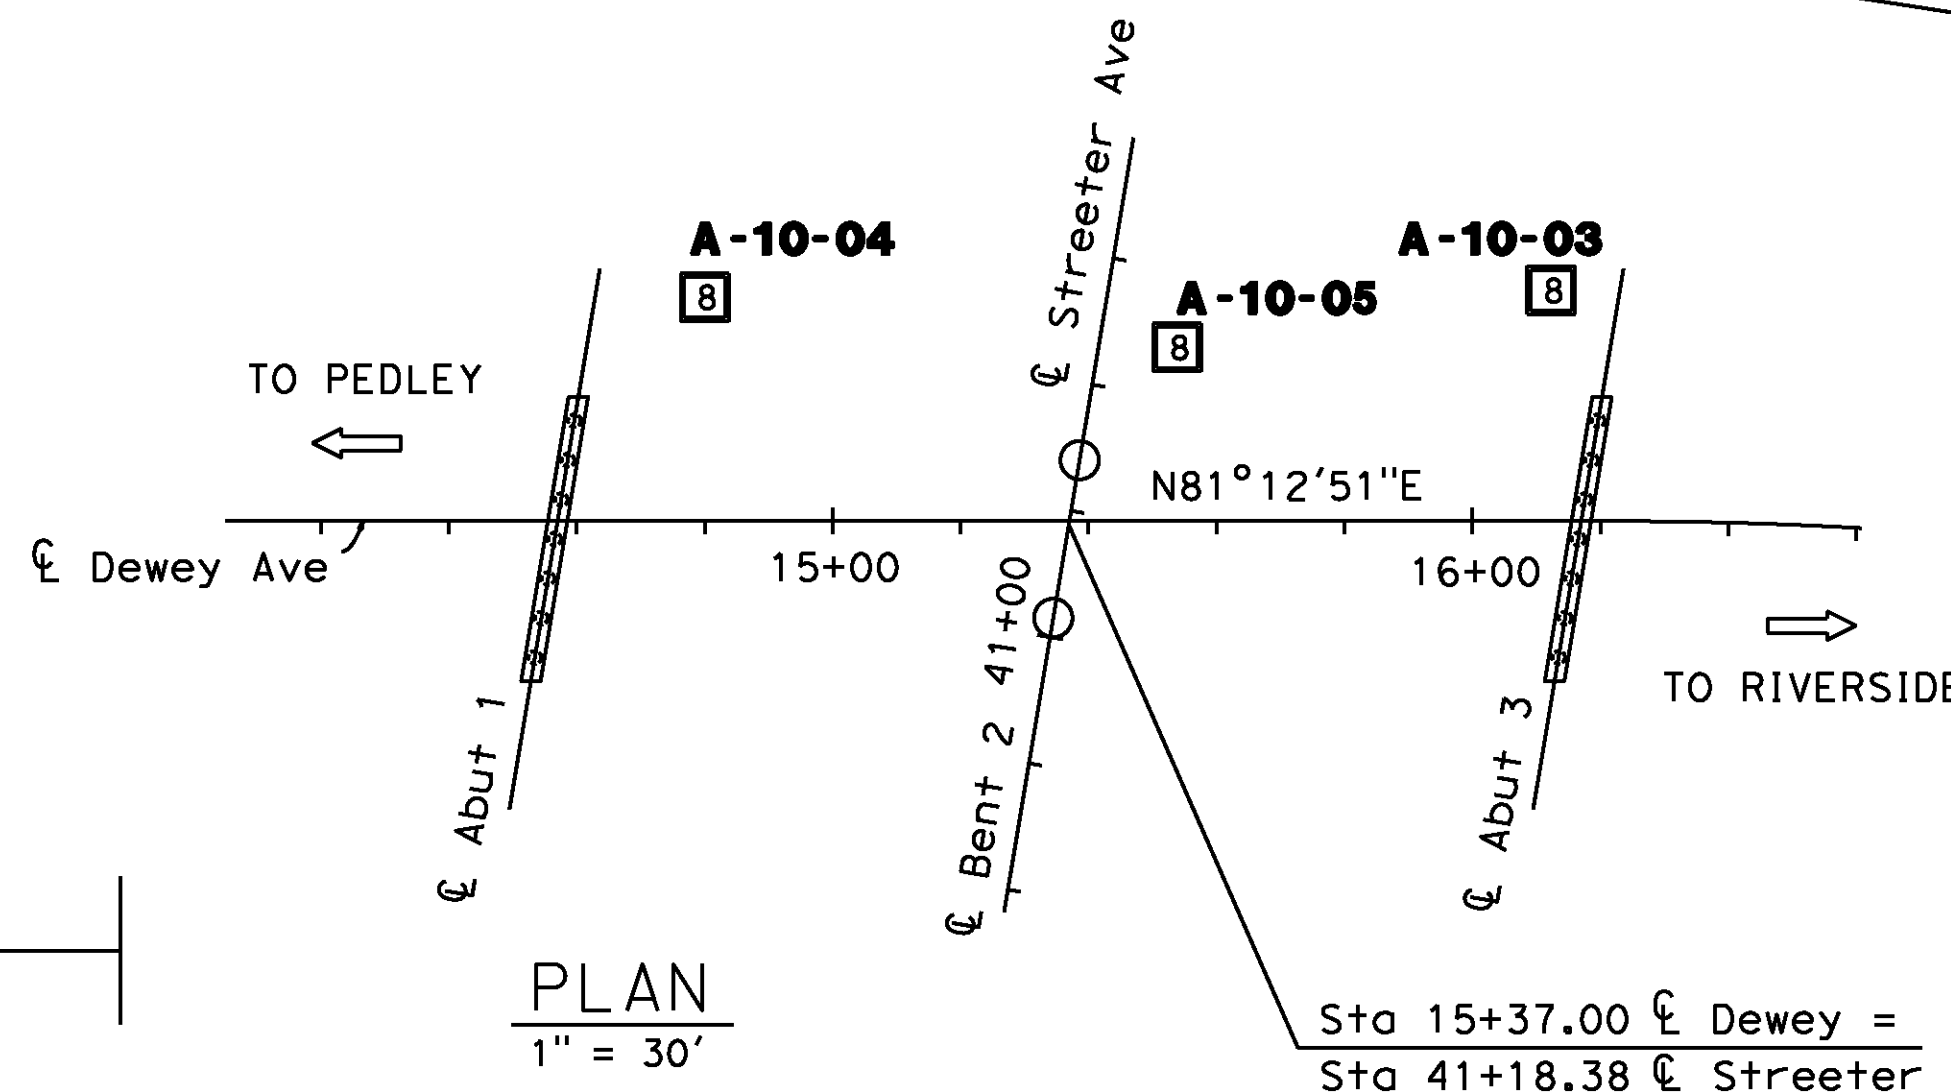 ℄ Streeter Ave
A-10-04
8
A-10-03
8
A-10-05
8
TO PEDLEY
N81°12'51"E
℄ Dewey Ave
15+00
16+00
41+00
TO RIVERSIDE
℄ Abut 1
℄ Bent 2
℄ Abut 3
PLAN
1" = 30'
Sta 15+37.00 ℄ Dewey =
Sta 41+18.38 ℄ Streeter